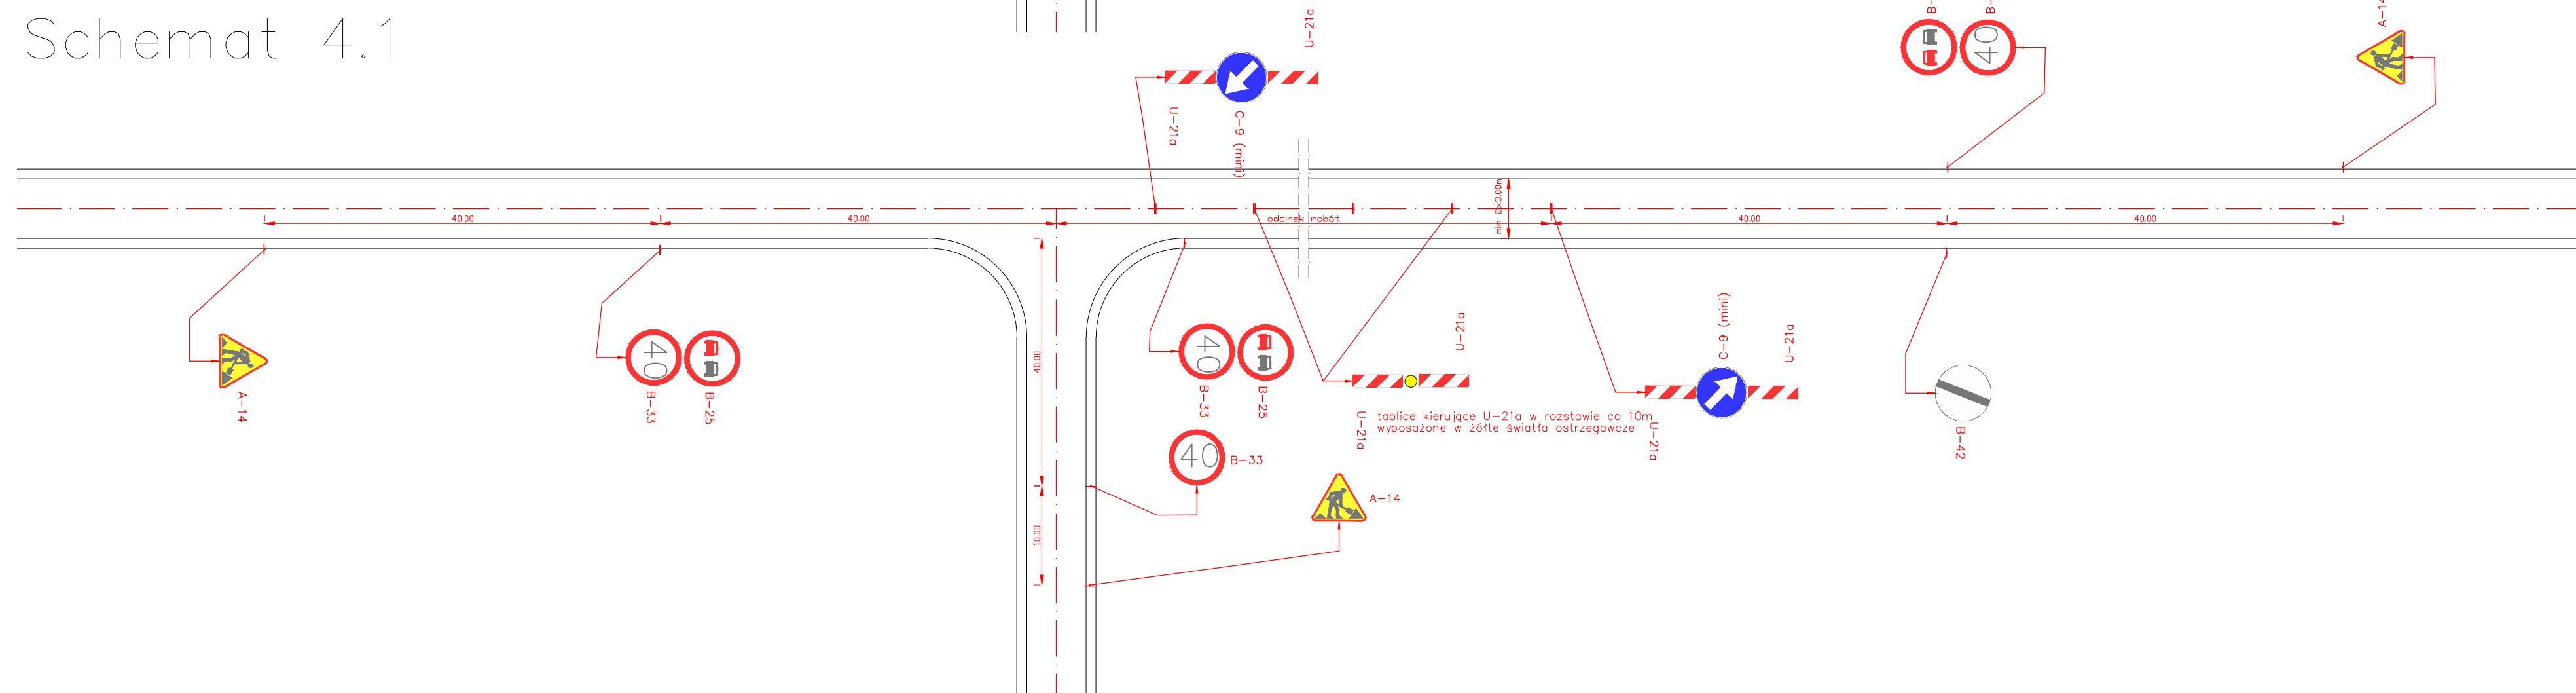 Schemat 4.1
U-21a
B-
B-
A-14
40
U-21a
C-9 (mini)
40.00
40.00
odcinek robót
min 2x3.00m
40.00
40.00
A-14
40
B-33
B-25
40.00
40
B-33
B-25
U-21a
C-9 (mini)
U-21a
U-21a
tablice kierujące U-21a w rozstawie co 10m
wyposażone w żółte światła ostrzegawcze
U-21a
B-42
40
B-33
A-14
10.00